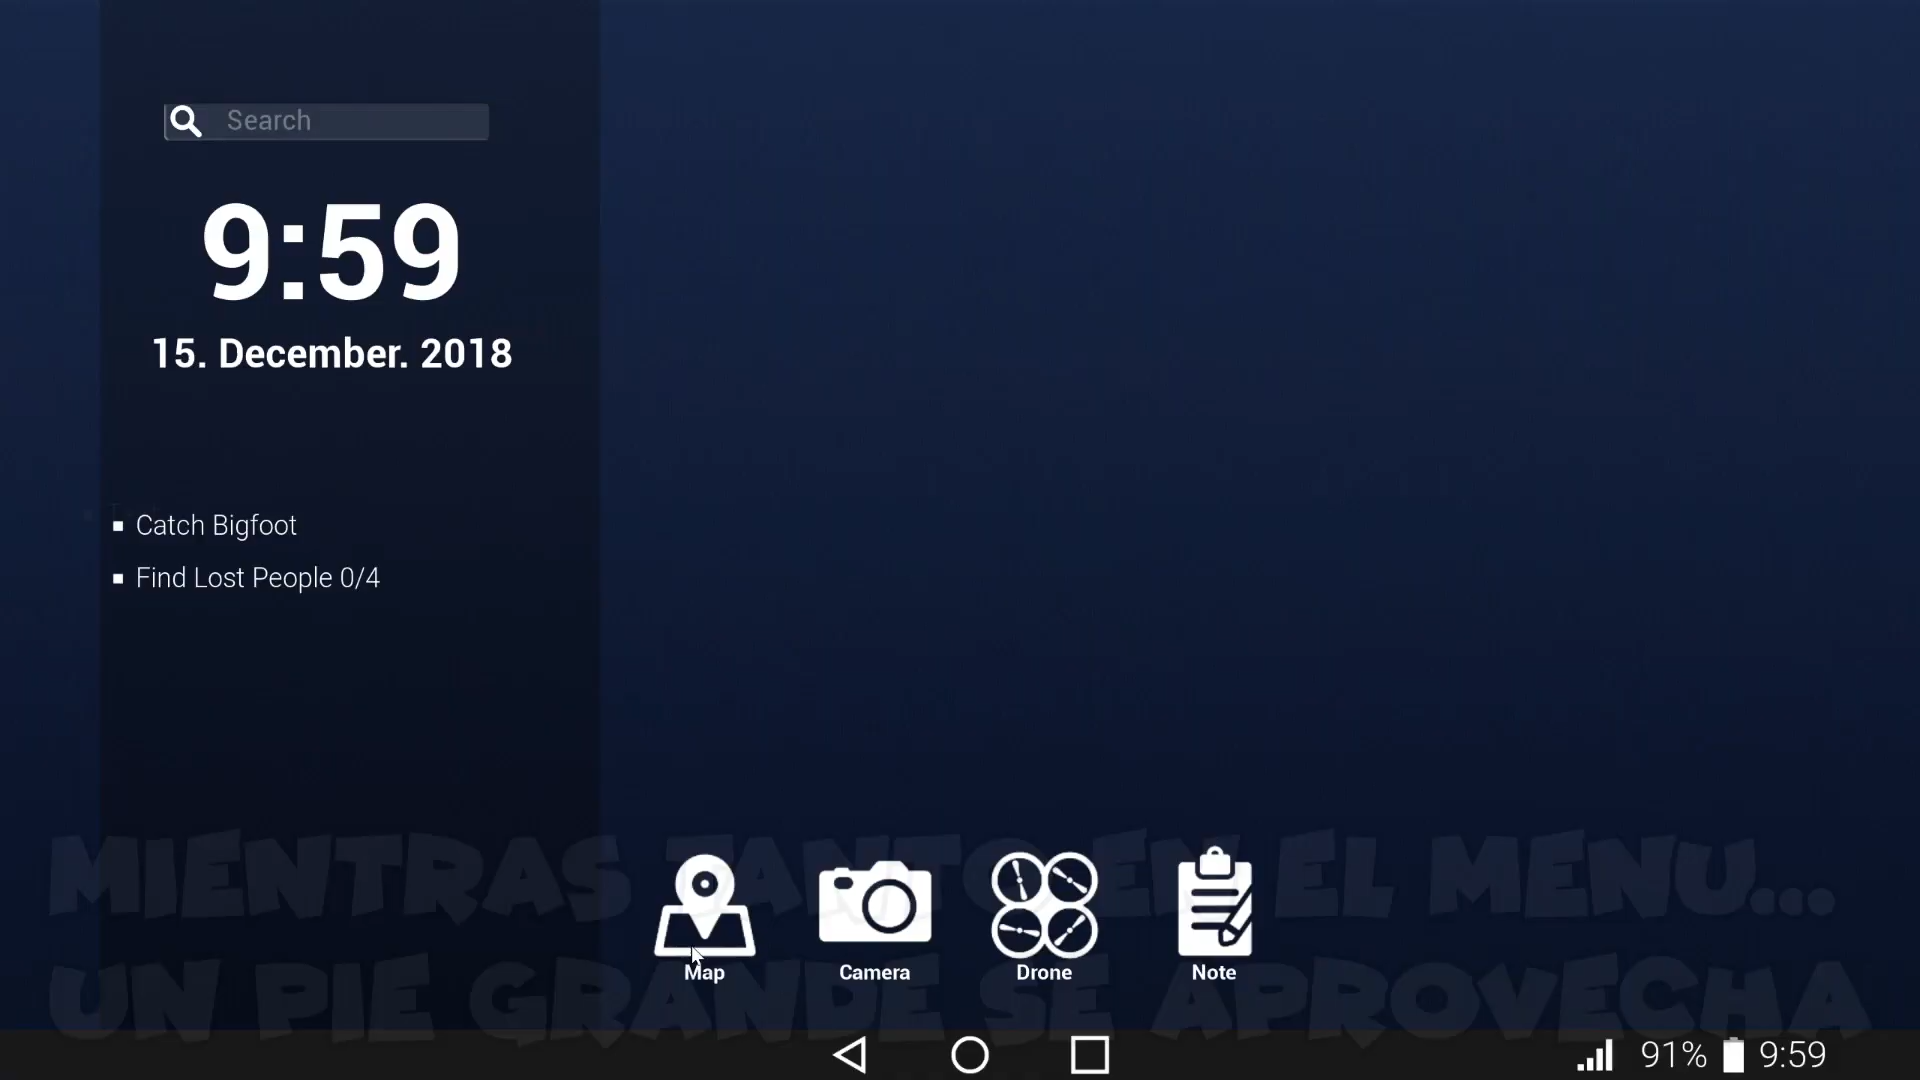 Search
9:59
15. December. 2018
Catch Bigfoot
Find Lost People 0/4
MIENTRAS TANTO EN EL MENU...
UN PIE GRANDE SE APROVECHA
Map
Camera
Drone
Note
91%
9:59